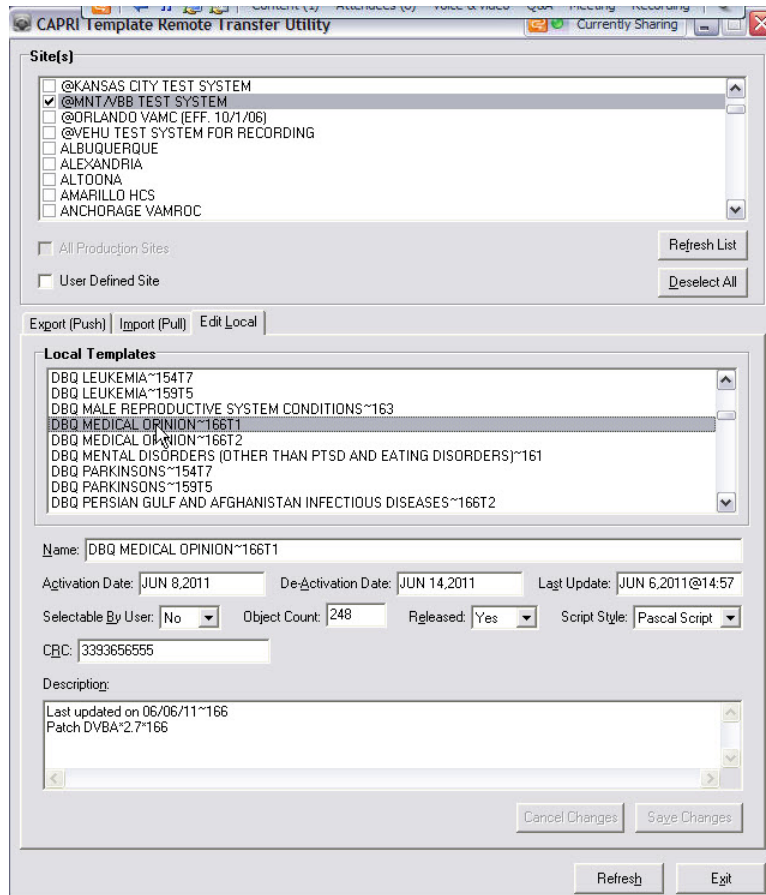 Content (1) Attendees (6) Voice & Video Q&A Meeting Recording
CAPRI Template Remote Transfer Utility
Currently Sharing
Site(s)
@KANSAS CITY TEST SYSTEM
@MNT/VBB TEST SYSTEM
@ORLANDO VAMC (EFF. 10/1/06)
@VEHU TEST SYSTEM FOR RECORDING
ALBUQUERQUE
ALEXANDRIA
ALTOONA
AMARILLO HCS
ANCHORAGE VAMROC
All Production Sites
Refresh List
User Defined Site
Deselect All
Export (Push) Import (Pull) Edit Local
Local Templates
DBQ LEUKEMIA~154T7
DBQ LEUKEMIA~159T5
DBQ MALE REPRODUCTIVE SYSTEM CONDITIONS~163
DBQ MEDICAL OPINION~166T1
DBQ MEDICAL OPINION~166T2
DBQ MENTAL DISORDERS (OTHER THAN PTSD AND EATING DISORDERS)~161
DBQ PARKINSONS~154T7
DBQ PARKINSONS~159T5
DBQ PERSIAN GULF AND AFGHANISTAN INFECTIOUS DISEASES~166T2
Name: DBQ MEDICAL OPINION~166T1
Activation Date: JUN 8,2011 De-Activation Date: JUN 14,2011 Last Update: JUN 6,2011@14:57
Selectable By User: No Object Count: 248 Released: Yes Script Style: Pascal Script
CRC: 3393656555
Description:
Last updated on 06/06/11~166
Patch DVBA*2.7*166
Cancel Changes Save Changes
Refresh Exit